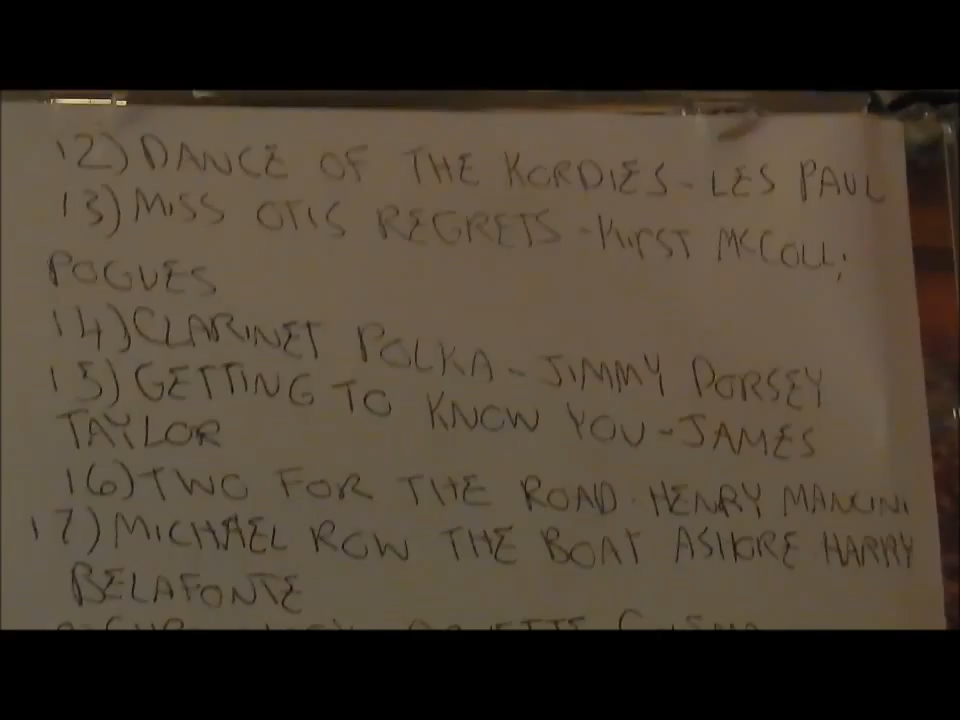 12) DANCE OF THE KORDIES - LES PAUL
13) MISS OTIS REGRETS - KIRST MCCOLL;
POGUES
14) CLARINET POLKA - JIMMY DORSEY
15) GETTING TO KNOW YOU - JAMES
TAYLOR
16) TWO FOR THE ROAD - HENRY MANCINI
17) MICHAEL ROW THE BOAT ASHORE - HARRY
BELAFONTE